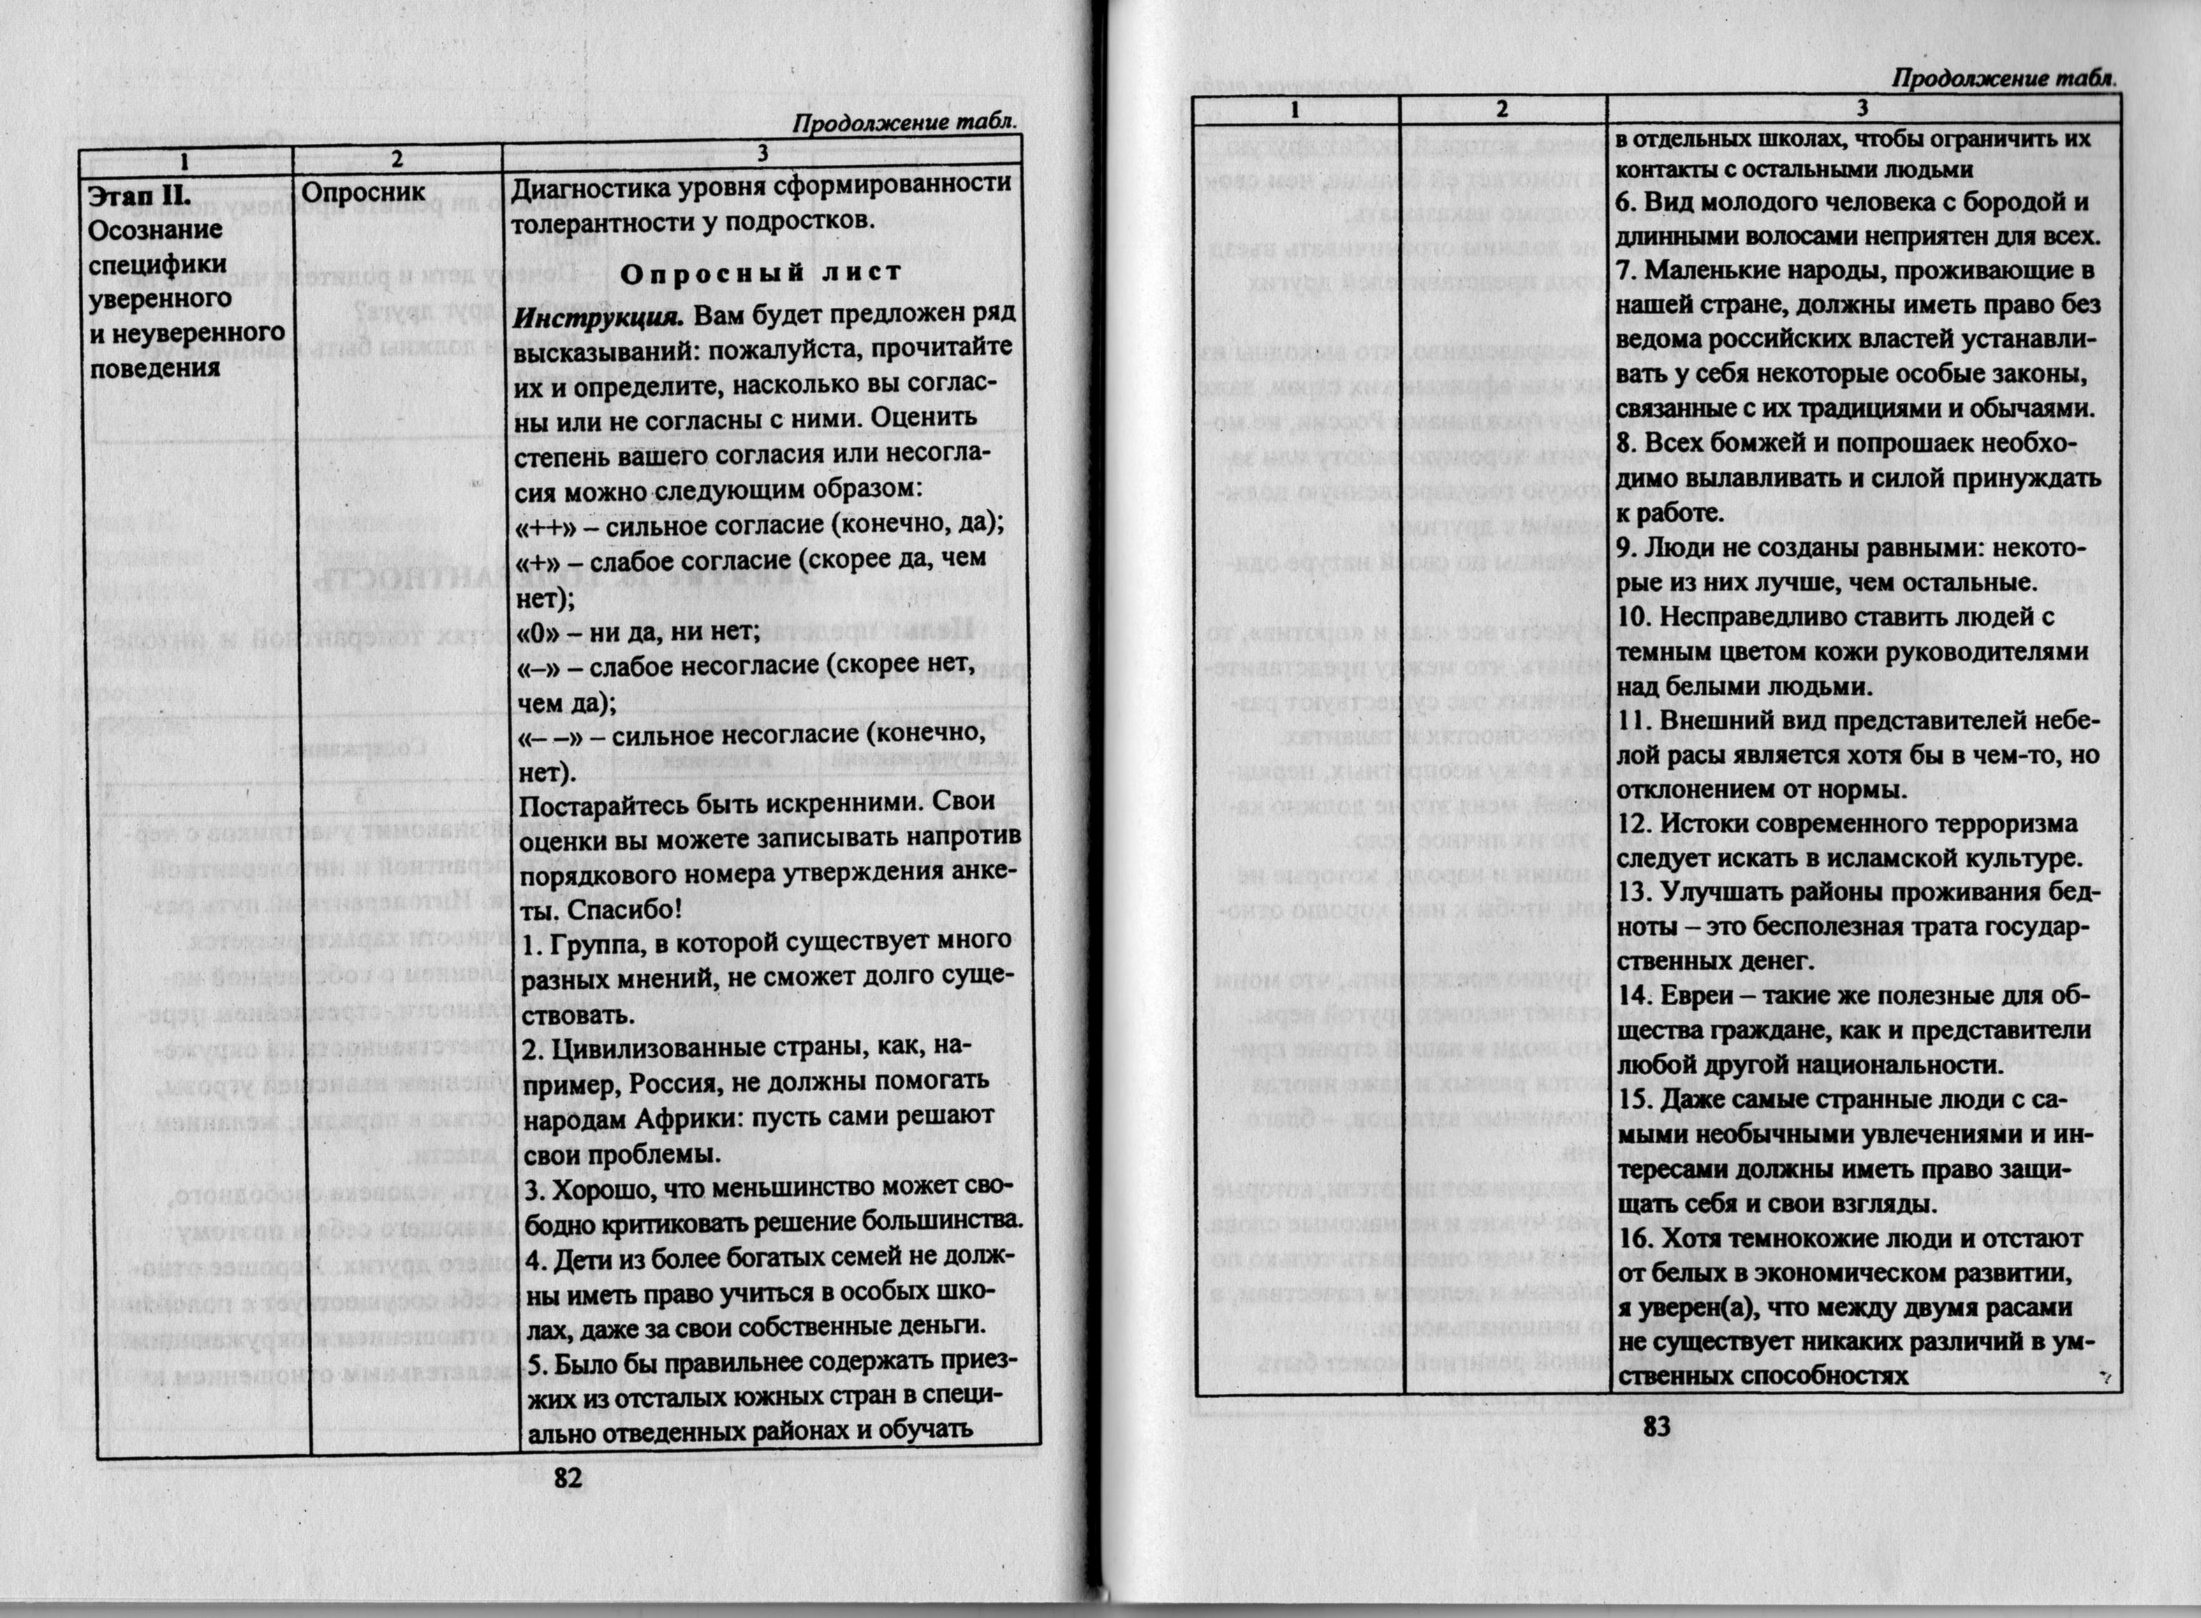 Продолжение табл.
1
2
3
Этап II.
Осознание
специфики
уверенного
и неуверенного
поведения
Опросник
Диагностика уровня сформированности
толерантности у подростков.
Опросный лист
Инструкция. Вам будет предложен ряд
высказываний: пожалуйста, прочитайте
их и определите, насколько вы соглас-
ны или не согласны с ними. Оценить
степень вашего согласия или несогла-
сия можно следующим образом:
«++» – сильное согласие (конечно, да);
«+» – слабое согласие (скорее да, чем
нет);
«0» – ни да, ни нет;
«–» – слабое несогласие (скорее нет,
чем да);
«– –» – сильное несогласие (конечно,
нет).
Постарайтесь быть искренними. Свои
оценки вы можете записывать напротив
порядкового номера утверждения анке-
ты. Спасибо!
1. Группа, в которой существует много
разных мнений, не сможет долго суще-
ствовать.
2. Цивилизованные страны, как, на-
пример, Россия, не должны помогать
народам Африки: пусть сами решают
свои проблемы.
3. Хорошо, что меньшинство может сво-
бодно критиковать решение большинства.
4. Дети из более богатых семей не долж-
ны иметь право учиться в особых шко-
лах, даже за свои собственные деньги.
5. Было бы правильнее содержать приез-
жих из отсталых южных стран в специ-
ально отведенных районах и обучать
82
Продолжение табл.
1
2
3
в отдельных школах, чтобы ограничить их
контакты с остальными людьми
6. Вид молодого человека с бородой и
длинными волосами неприятен для всех.
7. Маленькие народы, проживающие в
нашей стране, должны иметь право без
ведома российских властей устанавли-
вать у себя некоторые особые законы,
связанные с их традициями и обычаями.
8. Всех бомжей и попрошаек необхо-
димо вылавливать и силой принуждать
к работе.
9. Люди не созданы равными: некото-
рые из них лучше, чем остальные.
10. Несправедливо ставить людей с
темным цветом кожи руководителями
над белыми людьми.
11. Внешний вид представителей небе-
лой расы является хотя бы в чем-то, но
отклонением от нормы.
12. Истоки современного терроризма
следует искать в исламской культуре.
13. Улучшать районы проживания бед-
ноты – это бесполезная трата государ-
ственных денег.
14. Евреи – такие же полезные для об-
щества граждане, как и представители
любой другой национальности.
15. Даже самые странные люди с са-
мыми необычными увлечениями и ин-
тересами должны иметь право защи-
щать себя и свои взгляды.
16. Хотя темнокожие люди и отстают
от белых в экономическом развитии,
я уверен(а), что между двумя расами
не существует никаких различий в ум-
ственных способностях
83